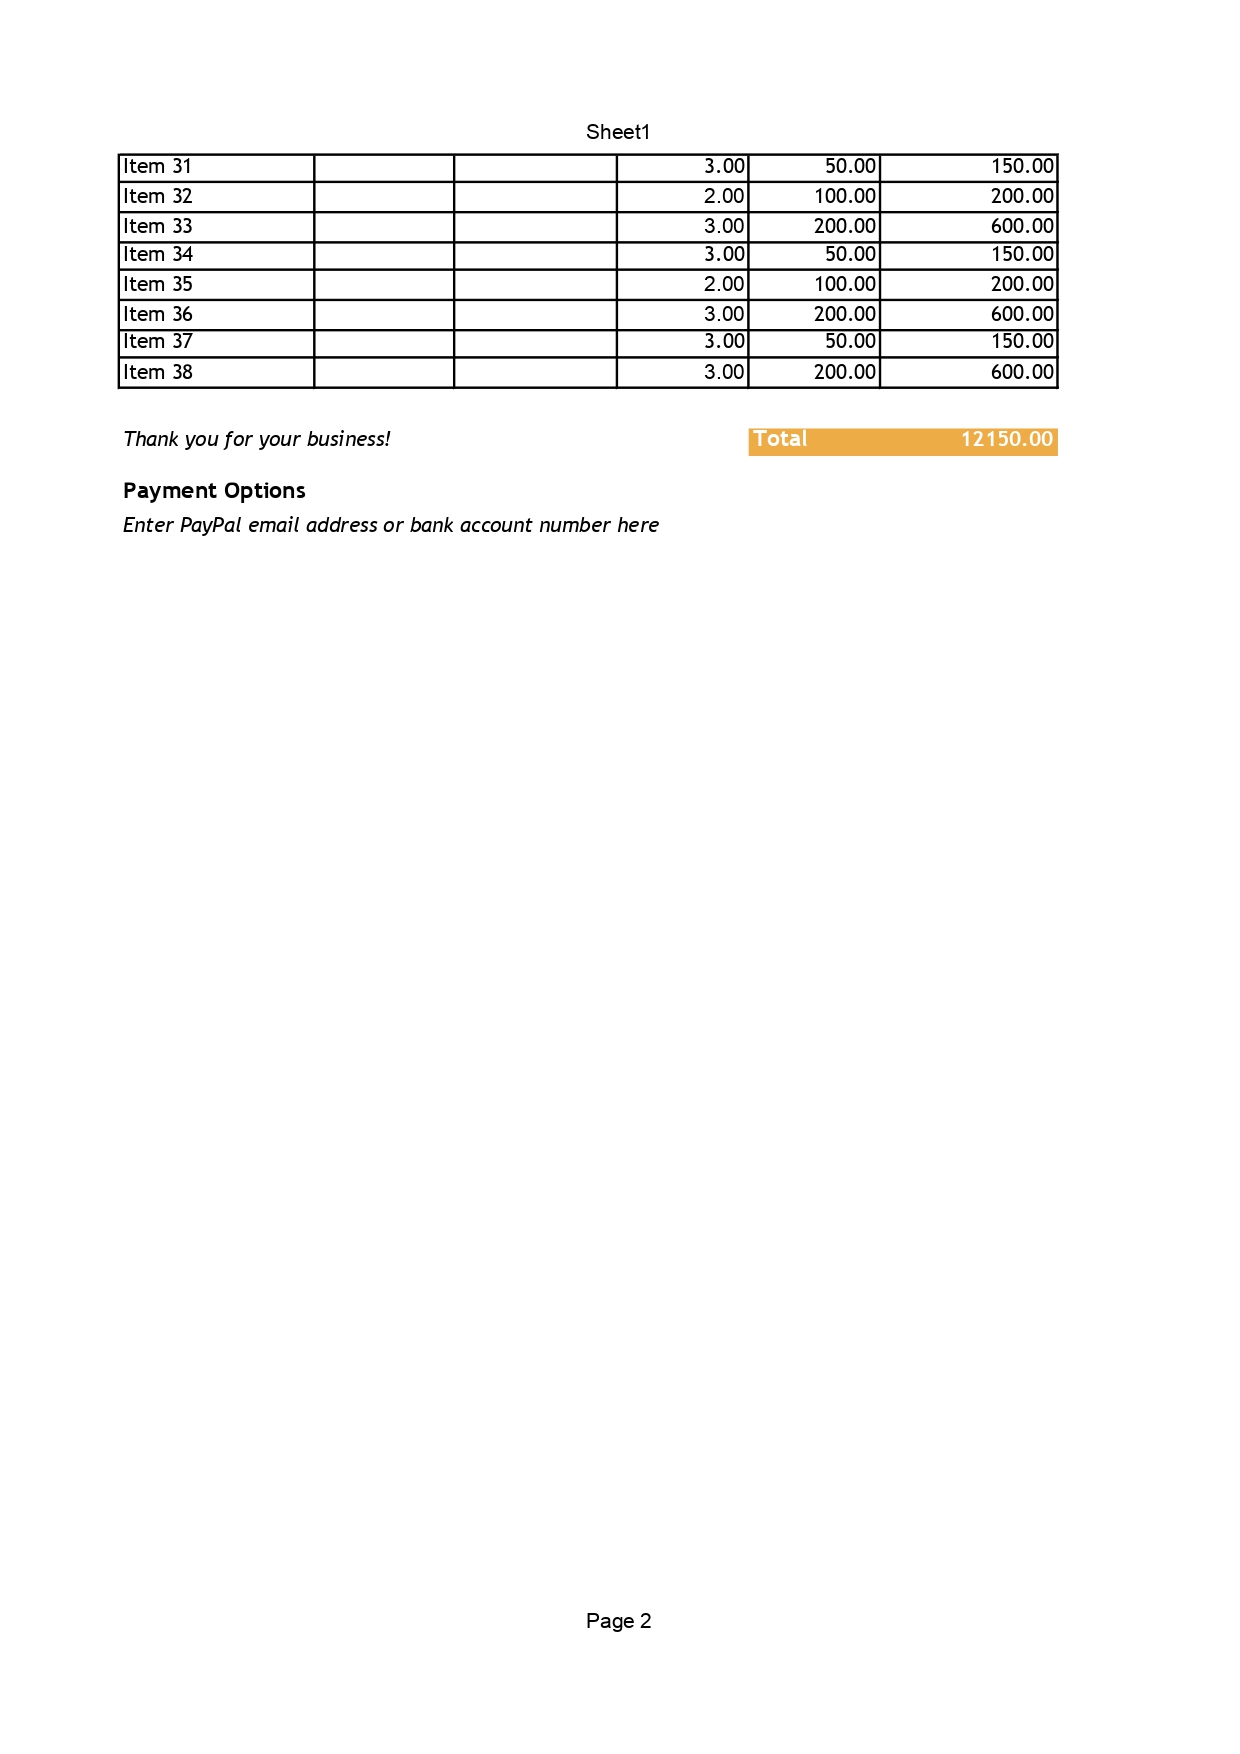 Sheet1
Item 31 3.00 50.00 150.00
Item 32 2.00 100.00 200.00
Item 33 3.00 200.00 600.00
Item 34 3.00 50.00 150.00
Item 35 2.00 100.00 200.00
Item 36 3.00 200.00 600.00
Item 37 3.00 50.00 150.00
Item 38 3.00 200.00 600.00
Thank you for your business! Total 12150.00
Payment Options
Enter PayPal email address or bank account number here
Page 2